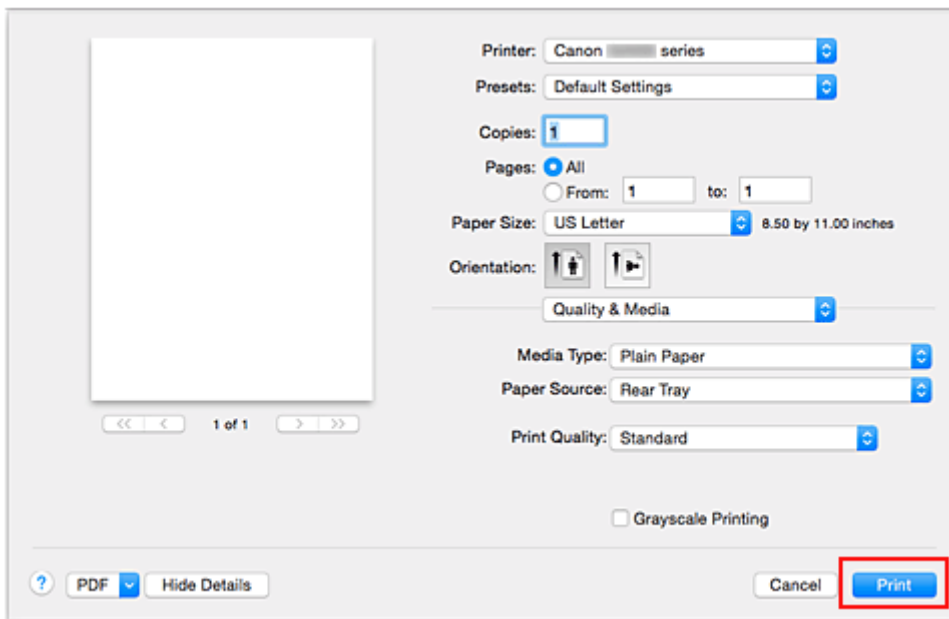 Printer: Canon series
Presets: Default Settings
Copies: 1
Pages: All
From: 1 to: 1
Paper Size: US Letter 8.50 by 11.00 inches
Orientation:
Quality & Media
Media Type: Plain Paper
Paper Source: Rear Tray
<< < 1 of 1 > >>
Print Quality: Standard
Grayscale Printing
? PDF Hide Details Cancel Print